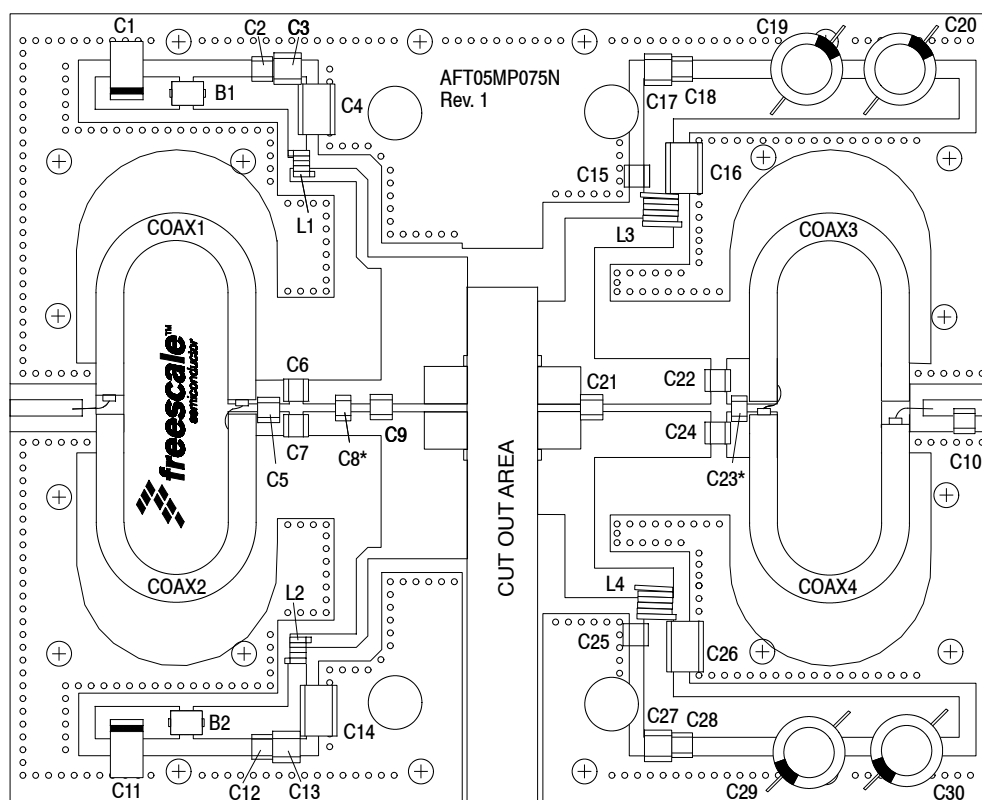 C1
C2
C3
C19
C20
B1
C4
AFT05MP075N
Rev. 1
C17
C18
C15
C16
L1
L3
COAX1
COAX3
freescale™
semiconductor
C6
C22
C21
C7
C5
C8*
C9
C24
C23*
C10
CUT OUT AREA
COAX2
COAX4
L2
L4
C25
C26
B2
C14
C27
C28
C11
C12
C13
C29
C30